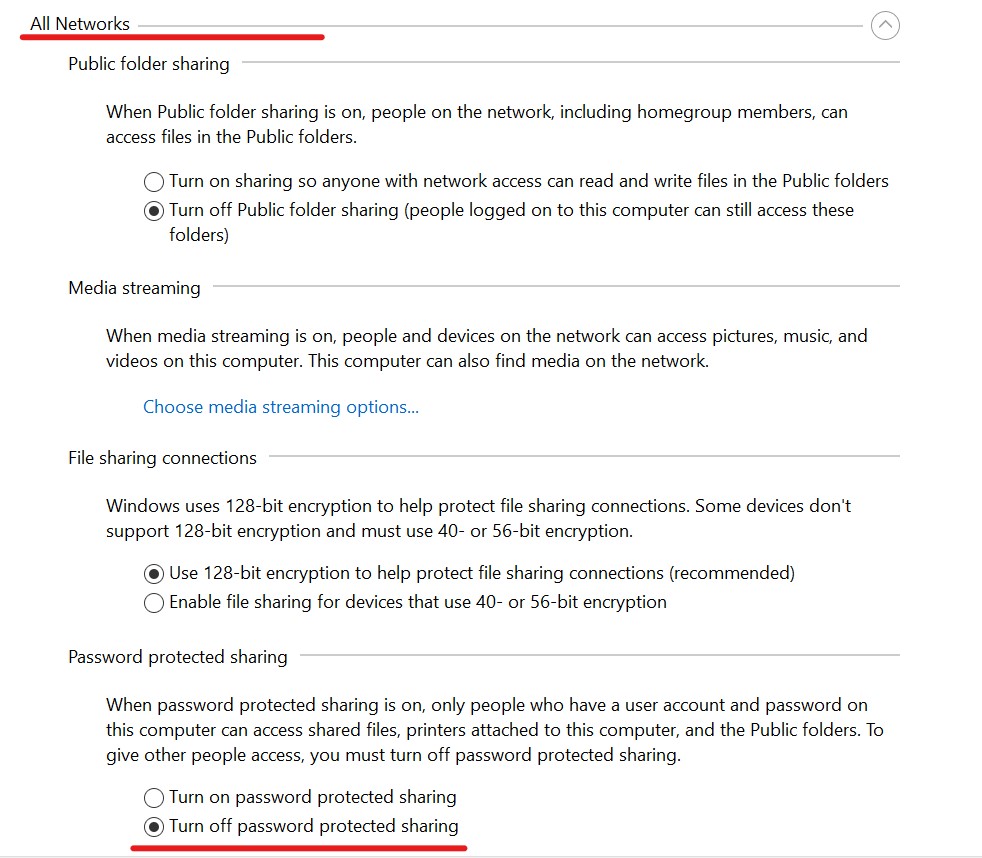 All Networks
Public folder sharing
When Public folder sharing is on, people on the network, including homegroup members, can
access files in the Public folders.
Turn on sharing so anyone with network access can read and write files in the Public folders
Turn off Public folder sharing (people logged on to this computer can still access these
folders)
Media streaming
When media streaming is on, people and devices on the network can access pictures, music, and
videos on this computer. This computer can also find media on the network.
Choose media streaming options...
File sharing connections
Windows uses 128-bit encryption to help protect file sharing connections. Some devices don't
support 128-bit encryption and must use 40- or 56-bit encryption.
Use 128-bit encryption to help protect file sharing connections (recommended)
Enable file sharing for devices that use 40- or 56-bit encryption
Password protected sharing
When password protected sharing is on, only people who have a user account and password on
this computer can access shared files, printers attached to this computer, and the Public folders. To
give other people access, you must turn off password protected sharing.
Turn on password protected sharing
Turn off password protected sharing